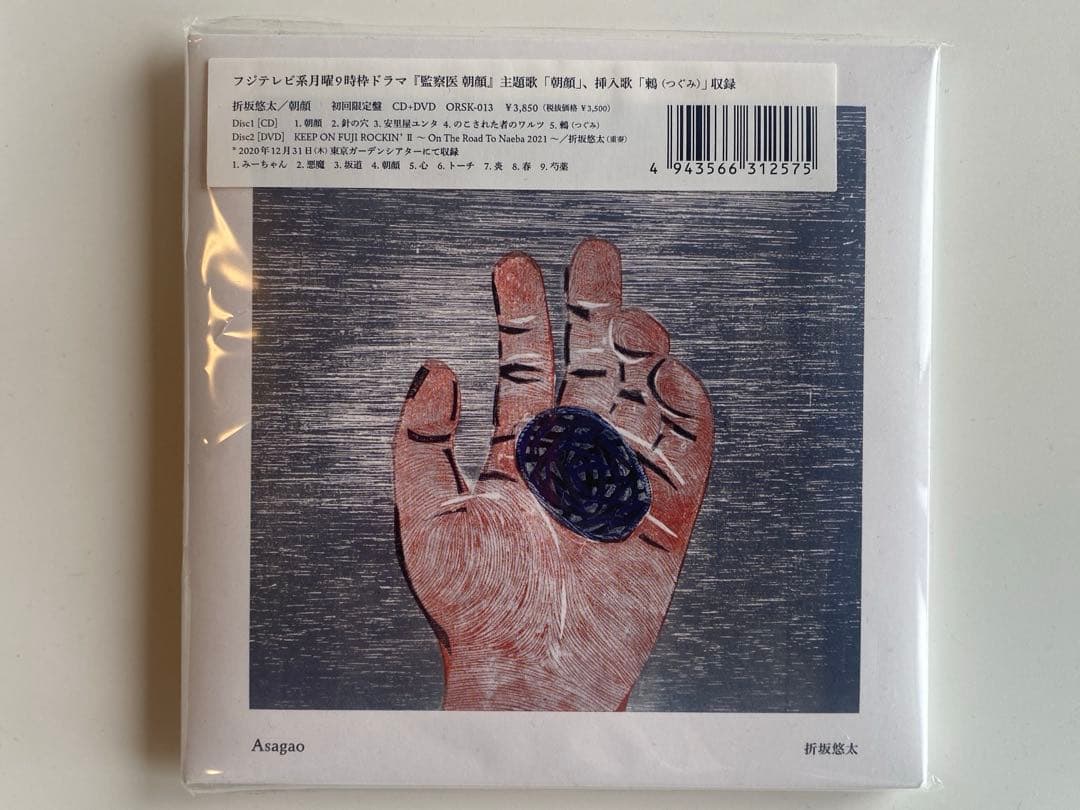 フジテレビ系月曜9時枠ドラマ『監察医 朝顔』主題歌「朝顔」、挿入歌「鶫（つぐみ）」収録
折坂悠太／朝顔 初回限定盤 CD+DVD ORSK-013 ￥3,850（税抜価格 ￥3,500）
Disc1 [CD] 1. 朝顔 2. 針の穴 3. 安里屋ユンタ 4. のこされた者のワルツ 5. 鶫（つぐみ）
Disc2 [DVD] KEEP ON FUJI ROCKIN' Ⅱ ～ On The Road To Naeba 2021 ～／折坂悠太（重奏）
* 2020年12月31日（木）東京ガーデンシアターにて収録
1. みーちゃん 2. 悪魔 3. 坂道 4. 朝顔 5. 心 6. トーチ 7. 炎 8. 春 9. 芍薬
4 943566 312575
Asagao
折坂悠太